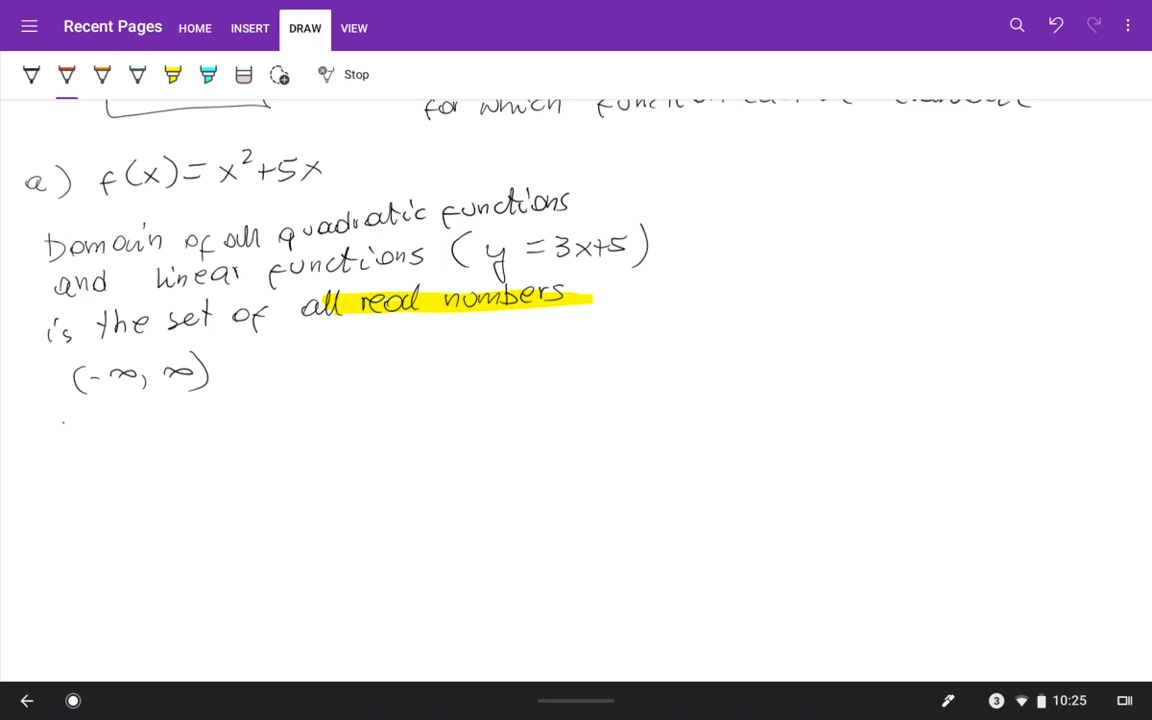 Recent Pages HOME INSERT DRAW VIEW
Stop
for which function
a) f(x) = x²+5x
Domain of all quadratic functions
and linear functions (y = 3x+5)
is the set of all real numbers
(-∞, ∞)
3 10:25